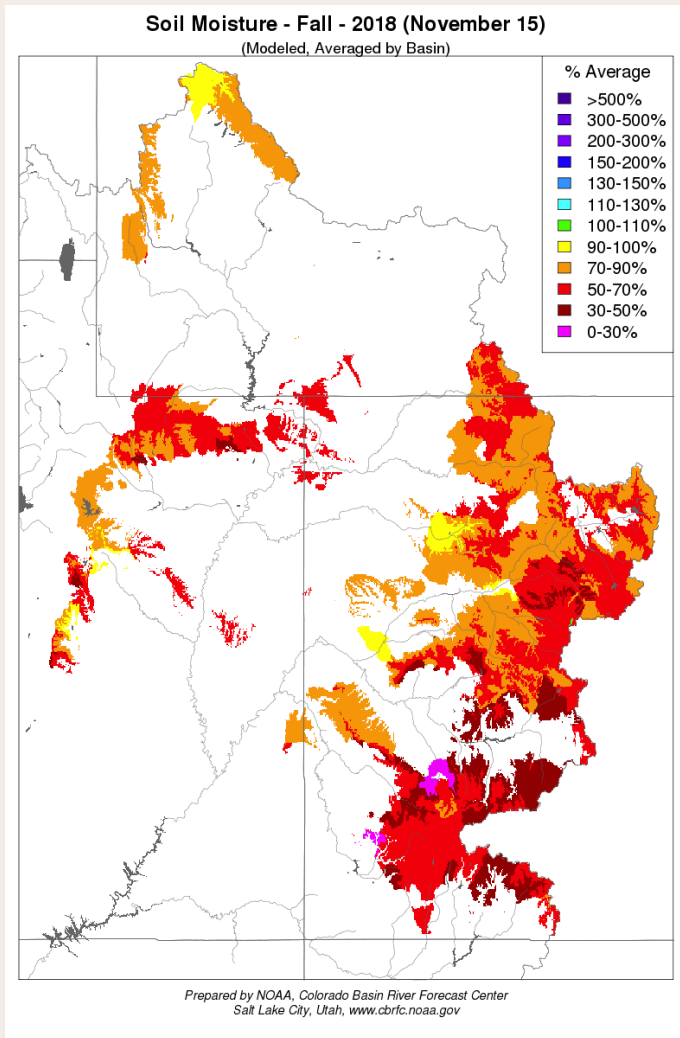 Soil Moisture - Fall - 2018 (November 15)
(Modeled, Averaged by Basin)
% Average
>500%
300-500%
200-300%
150-200%
130-150%
110-130%
100-110%
90-100%
70-90%
50-70%
30-50%
0-30%
Prepared by NOAA, Colorado Basin River Forecast Center
Salt Lake City, Utah, www.cbrfc.noaa.gov